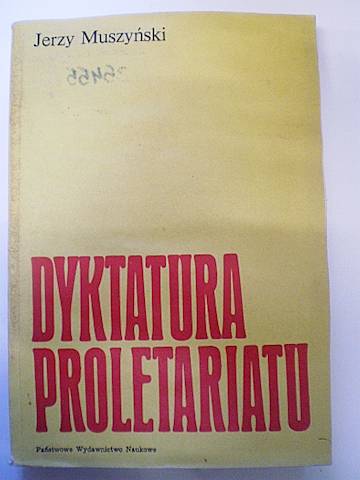 Jerzy Muszyński
DYKTATURA
PROLETARIATU
Państwowe Wydawnictwo Naukowe